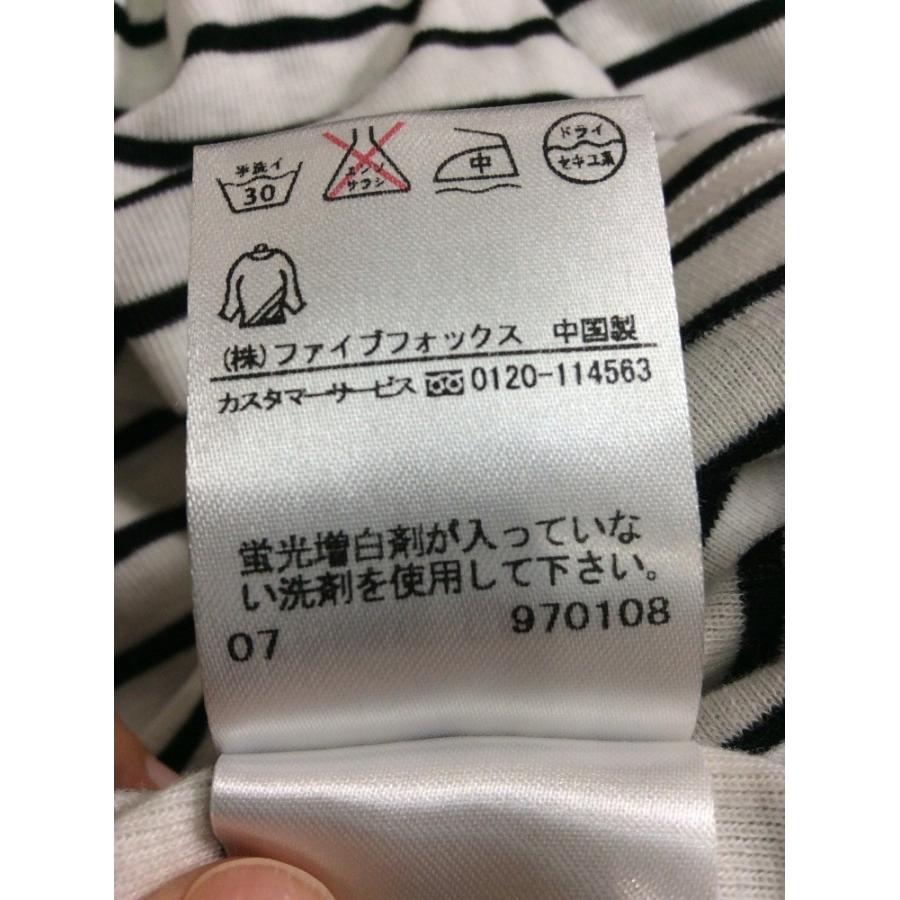 手洗イ
30
エンソ
サラシ
中
ドライ
セキユ系
(株)ファイブフォックス 中国製
カスタマーサービス 0120-114563
蛍光増白剤が入っていな
い洗剤を使用して下さい。
07 970108